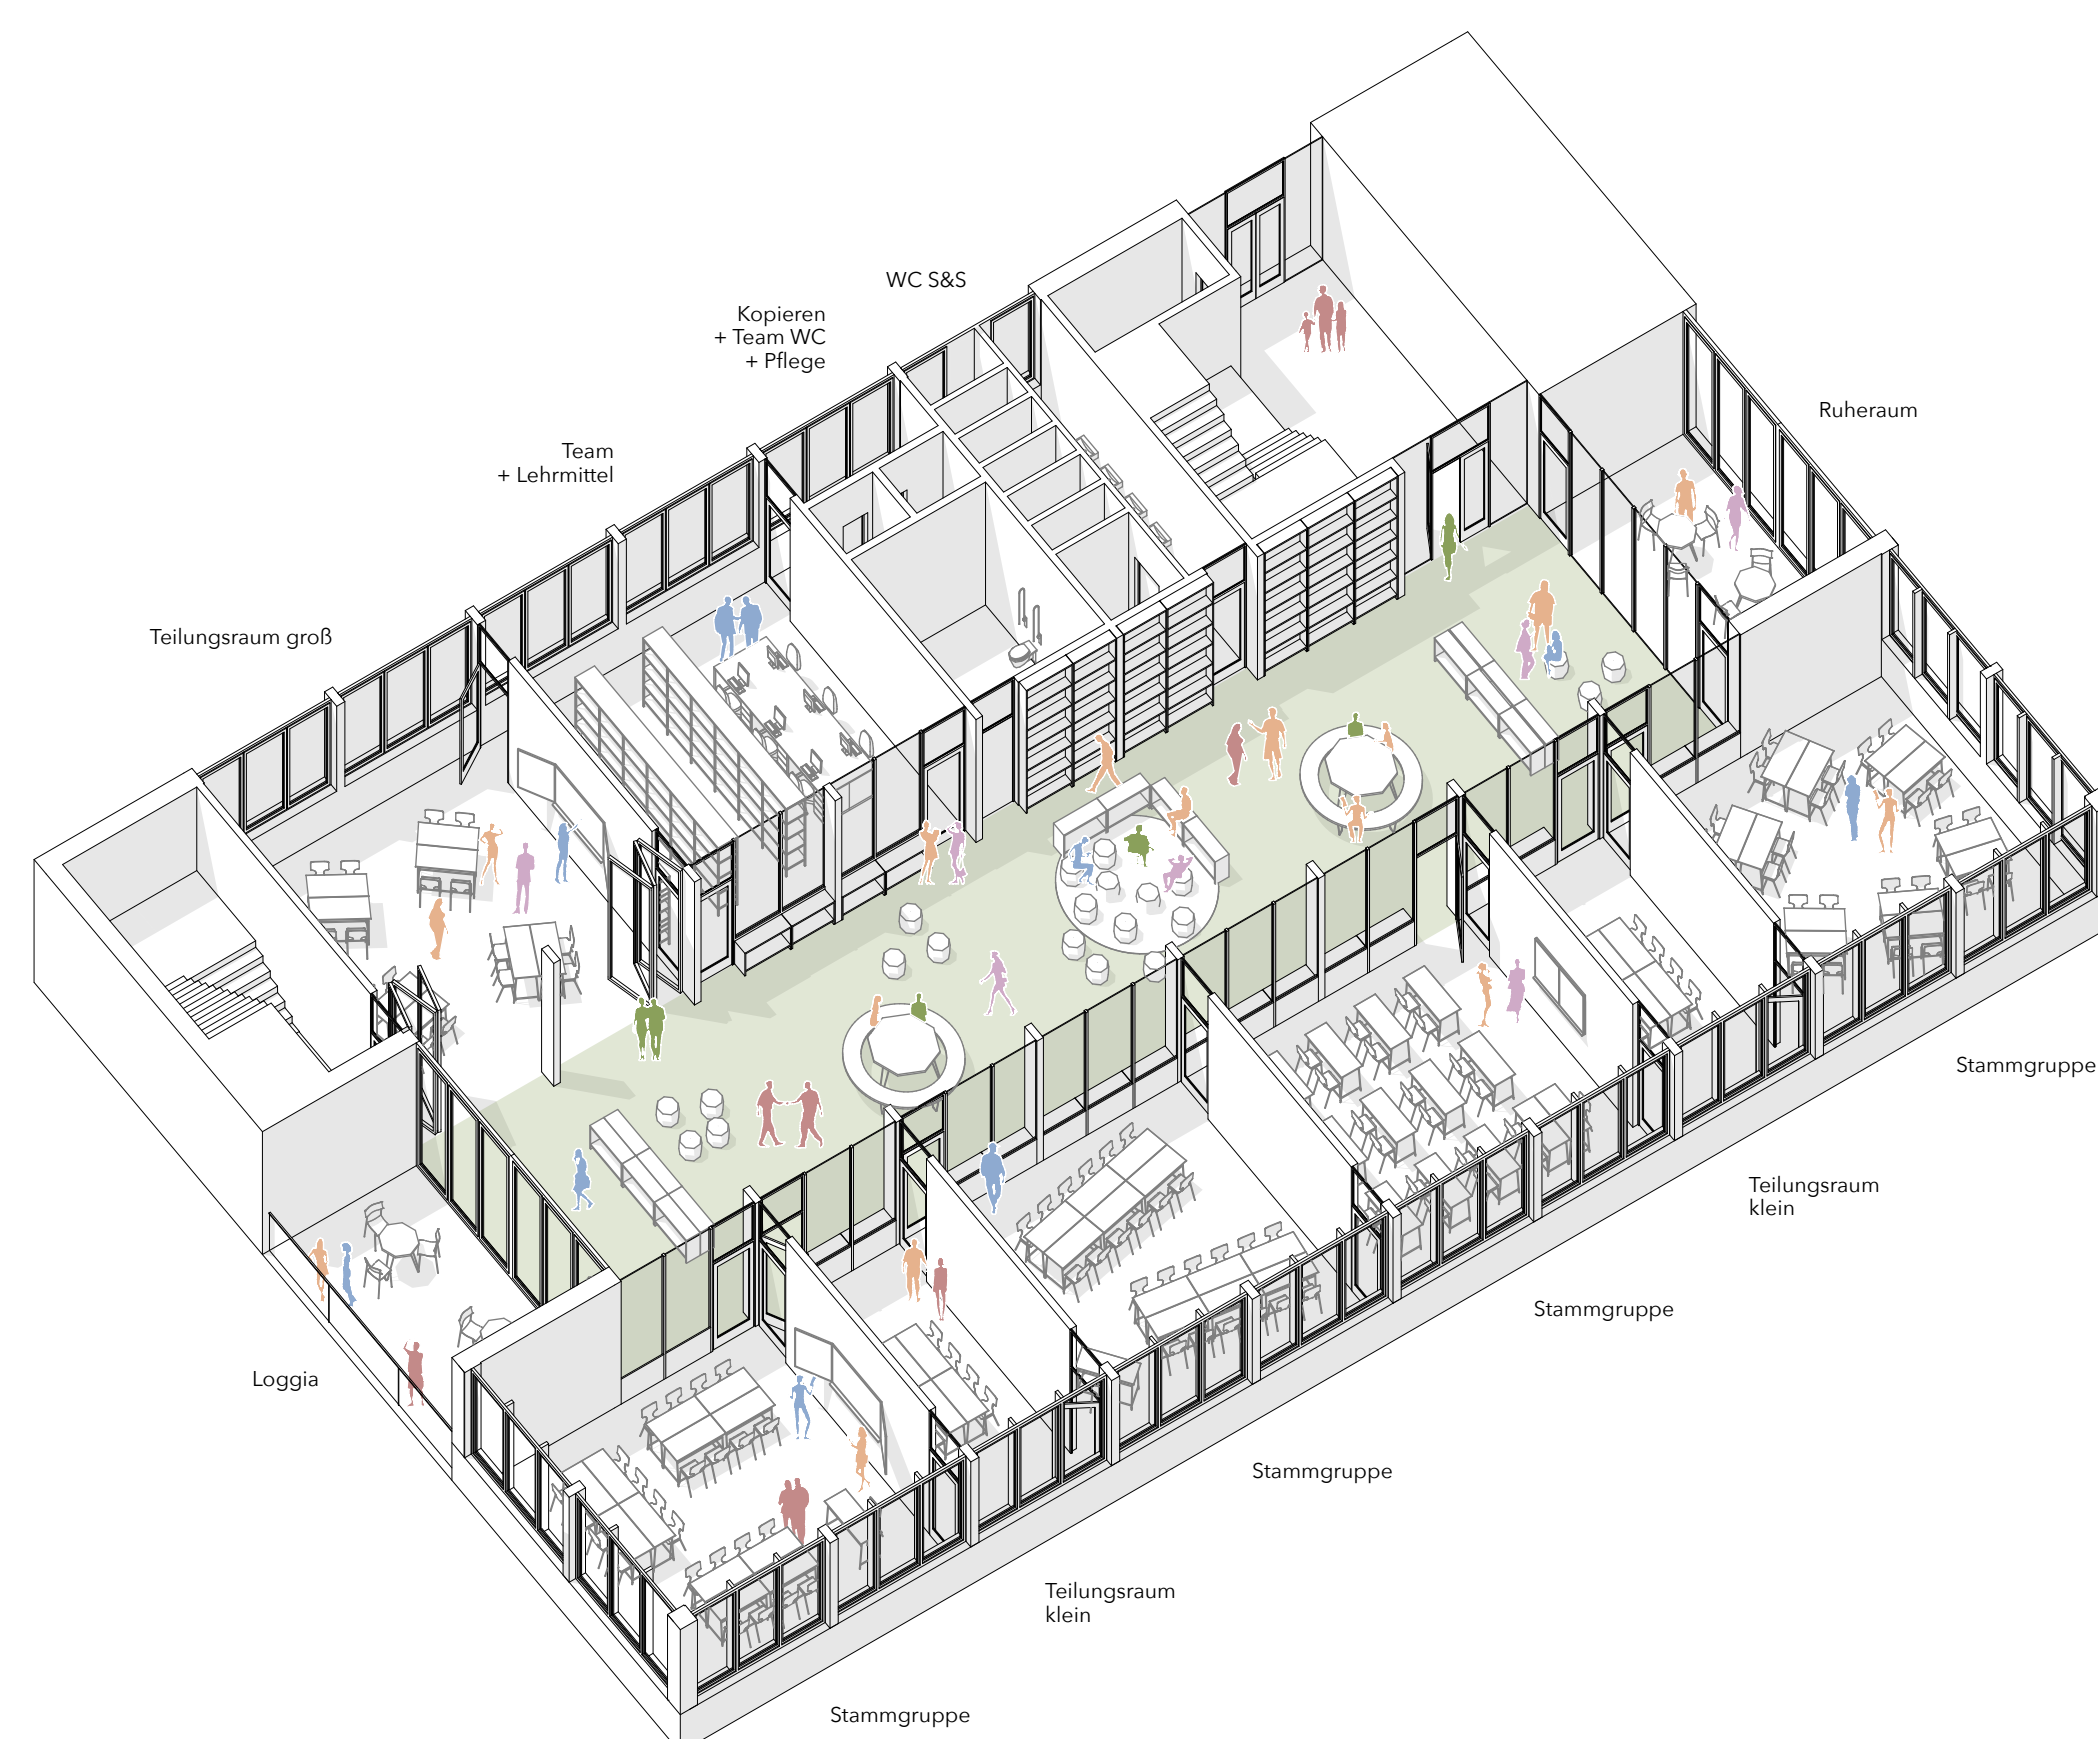 WC S&S
Kopieren
+ Team WC
+ Pflege
Team
+ Lehrmittel
Teilungsraum groß
Ruheraum
Stammgruppe
Teilungsraum
klein
Stammgruppe
Loggia
Stammgruppe
Teilungsraum
klein
Stammgruppe